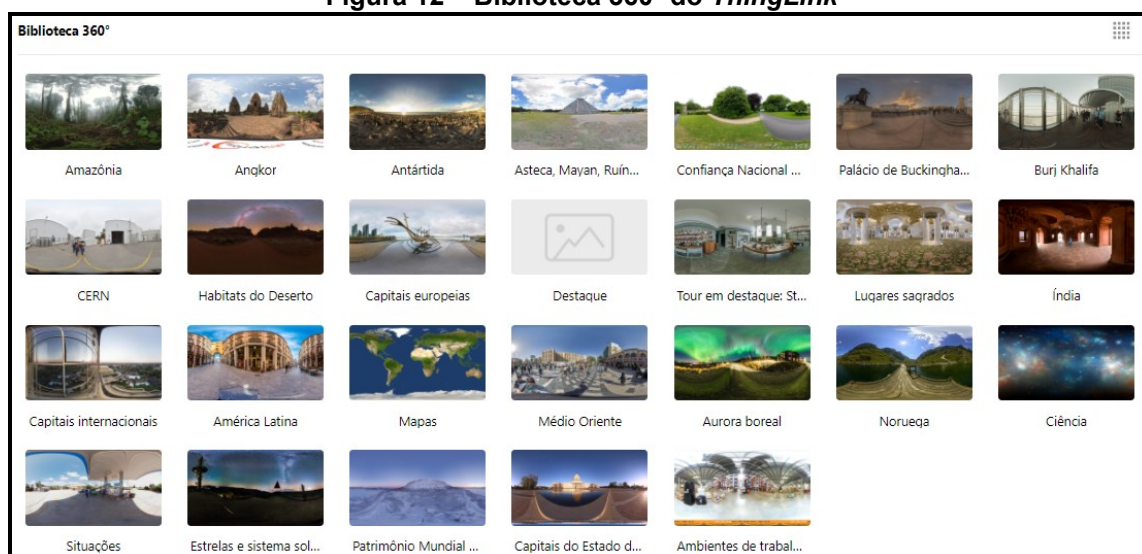 Figura 12 – Biblioteca 360° do ThingLink
Biblioteca 360°
Amazônia
Angkor
Antártida
Asteca, Mayan, Ruín...
Confiança Nacional ...
Palácio de Buckingha...
Burj Khalifa
CERN
Habitats do Deserto
Capitais europeias
Destaque
Tour em destaque: St...
Lugares sagrados
Índia
Capitais internacionais
América Latina
Mapas
Médio Oriente
Aurora boreal
Noruega
Ciência
Situações
Estrelas e sistema sol...
Patrimônio Mundial ...
Capitais do Estado d...
Ambientes de trabal...